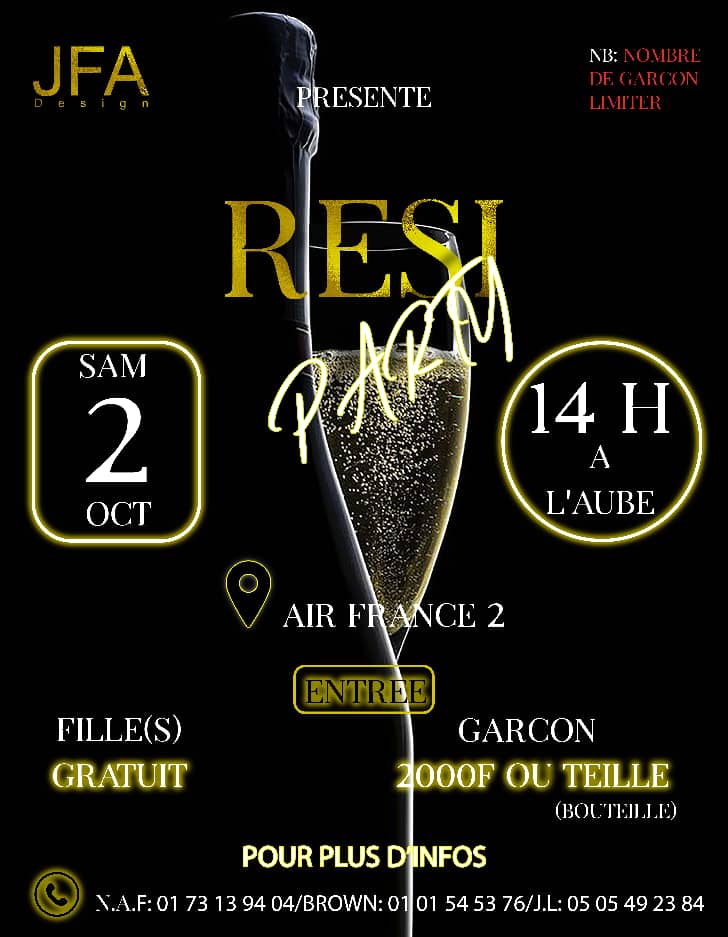 JFA
Design
PRESENTE
NB: NOMBRE
DE GARCON
LIMITER
RESI
PARTY
SAM
2
OCT
14 H
A
L'AUBE
AIR FRANCE 2
ENTREE
FILLE(S)
GRATUIT
GARCON
2000F OU TEILLE
(BOUTEILLE)
POUR PLUS D'INFOS
N.A.F: 01 73 13 94 04/BROWN: 01 01 54 53 76/J.L: 05 05 49 23 84